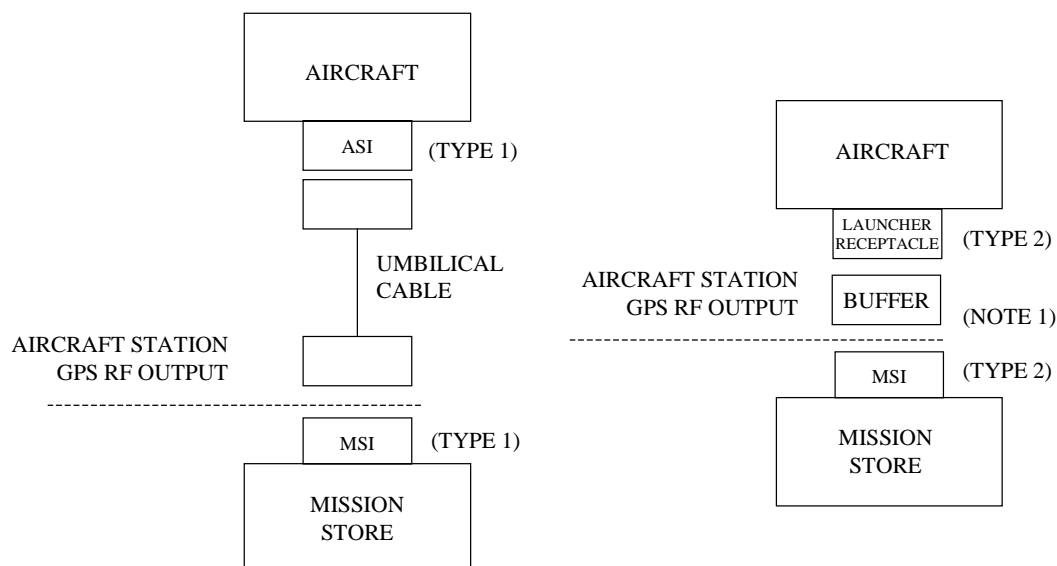 AIRCRAFT
ASI
(TYPE 1)
UMBILICAL
CABLE
AIRCRAFT STATION
GPS RF OUTPUT
MSI
(TYPE 1)
MISSION
STORE
AIRCRAFT
LAUNCHER
RECEPTACLE
(TYPE 2)
AIRCRAFT STATION
GPS RF OUTPUT
BUFFER
(NOTE 1)
MSI
(TYPE 2)
MISSION
STORE